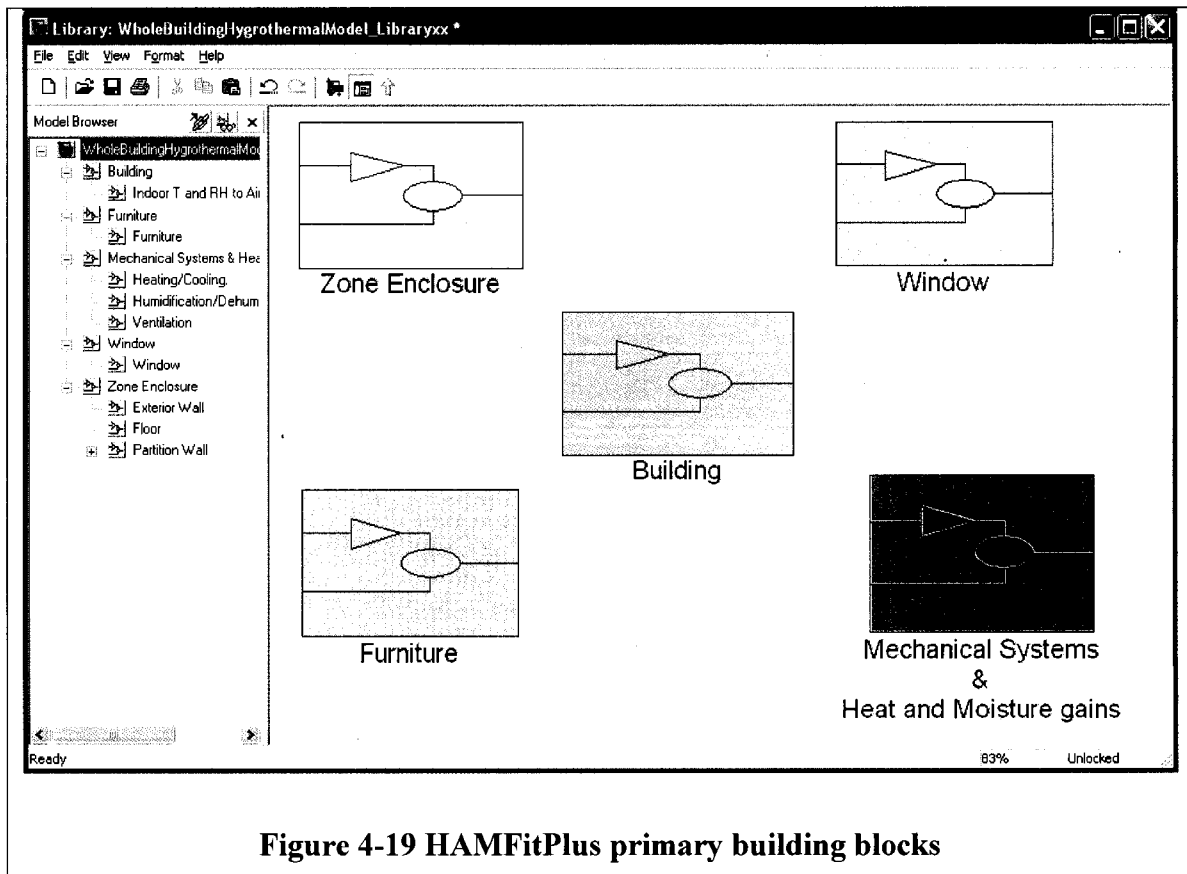 Library: WholeBuildingHygrothermalModel_Libraryxx *
File Edit View Format Help
Model Browser
WholeBuildingHygrothermalMod
Building
Indoor T and RH to Air
Furniture
Furniture
Mechanical Systems & Hea
Heating/Cooling.
Humidification/Dehum
Ventilation
Window
Window
Zone Enclosure
Exterior Wall
Floor
Partition Wall
Zone Enclosure
Window
Building
Furniture
Mechanical Systems
&
Heat and Moisture gains
Ready
83%
Unlocked
Figure 4-19 HAMFitPlus primary building blocks